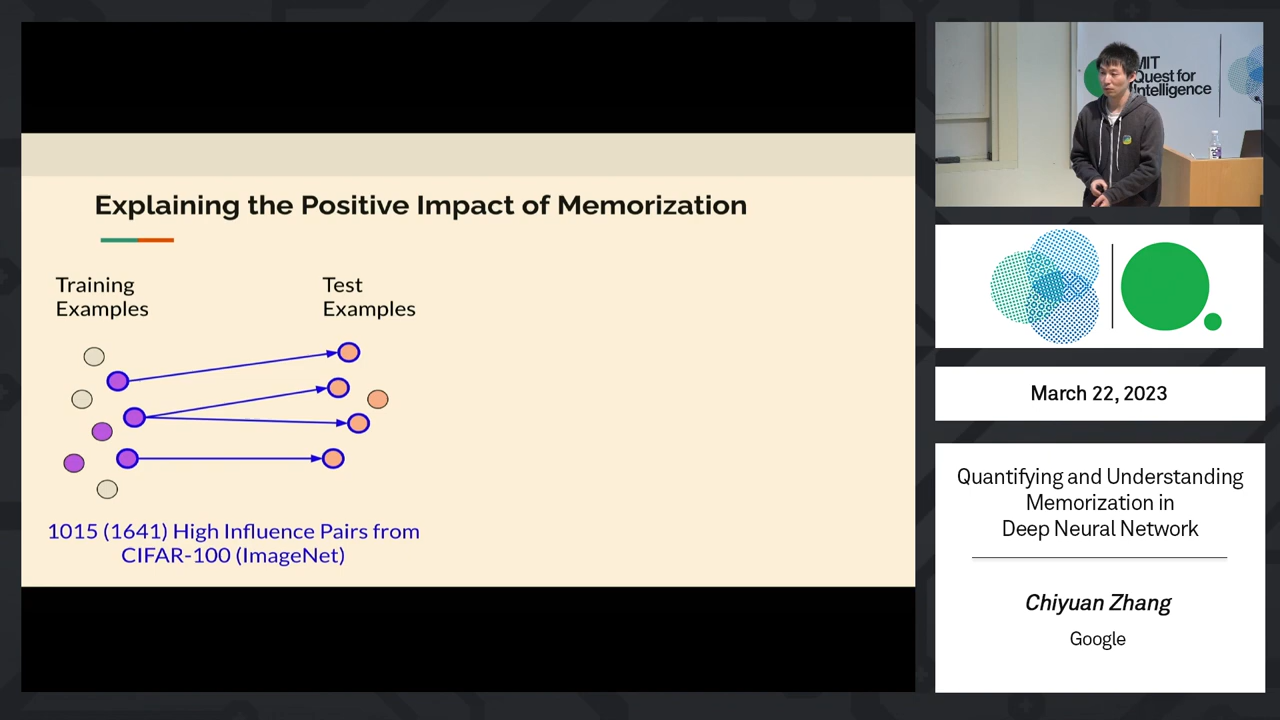 Explaining the Positive Impact of Memorization
Training
Examples
Test
Examples
1015 (1641) High Influence Pairs from
CIFAR-100 (ImageNet)
MIT
Quest for
Intelligence
March 22, 2023
Quantifying and Understanding
Memorization in
Deep Neural Network
Chiyuan Zhang
Google